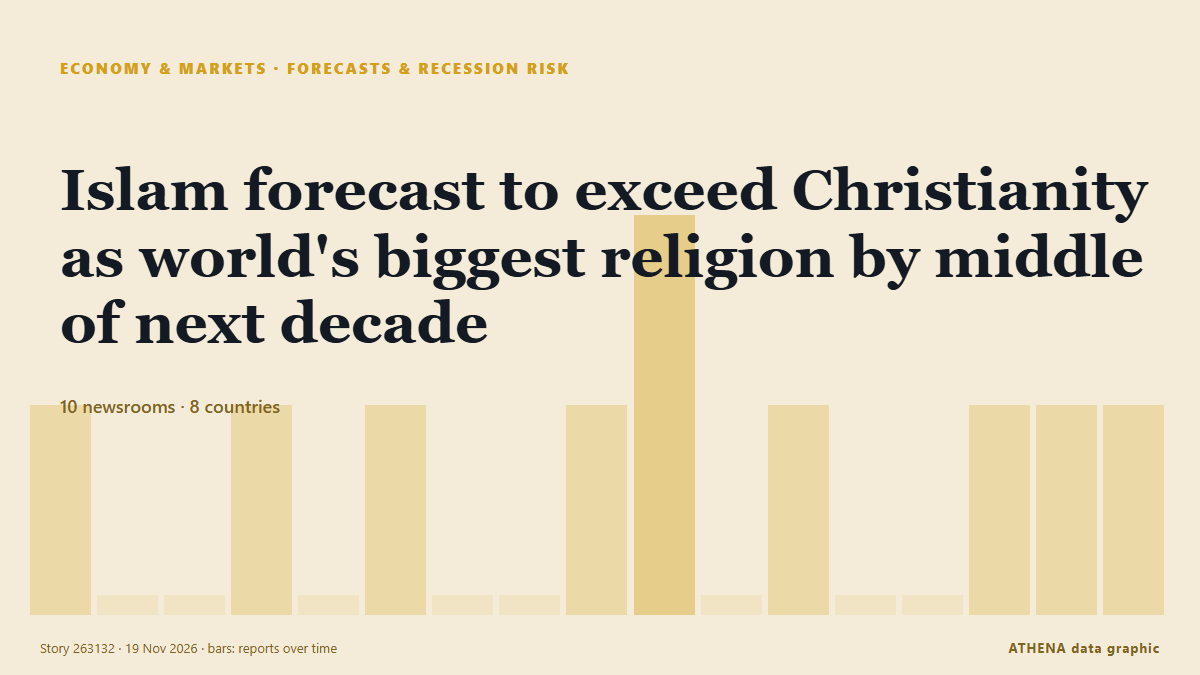 ECONOMY & MARKETS · FORECASTS & RECESSION RISK
Islam forecast to exceed Christianity
as world's biggest religion by middle
of next decade
10 newsrooms · 8 countries
Story 263132 · 19 Nov 2026 · bars: reports over time
ATHENA data graphic